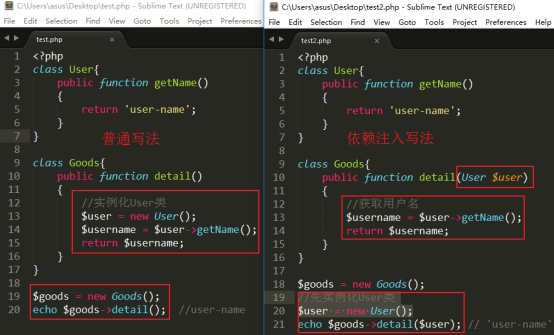 C:\Users\asus\Desktop\test.php - Sublime Text (UNREGISTERED)
File Edit Selection Find View Goto Tools Project Preferences
test.php ×
1 <?php
2 class User{
3 public function getName()
4 {
5 return 'user-name';
6 }
7 }
普通写法
8
9 class Goods{
10 public function detail()
11 {
12 //实例化User类
13 $user = new User();
14 $username = $user->getName();
15 return $username;
16 }
17 }
18
19 $goods = new Goods();
20 echo $goods->detail(); //user-name
C:\Users\asus\Desktop\test2.php - Sublime Text (UNREGISTERED)
File Edit Selection Find View Goto Tools Project Preferences Help
test2.php ×
1 <?php
2 class User{
3 public function getName()
4 {
5 return 'user-name';
6 }
7 }
依赖注入写法
8
9 class Goods{
10 public function detail(User $user)
11 {
12 //获取用户名
13 $username = $user->getName();
14 return $username;
15 }
16 }
17
18 $goods = new Goods();
19 //先实例化User类
20 $user = new User();
21 echo $goods->detail($user); // 'user-name'